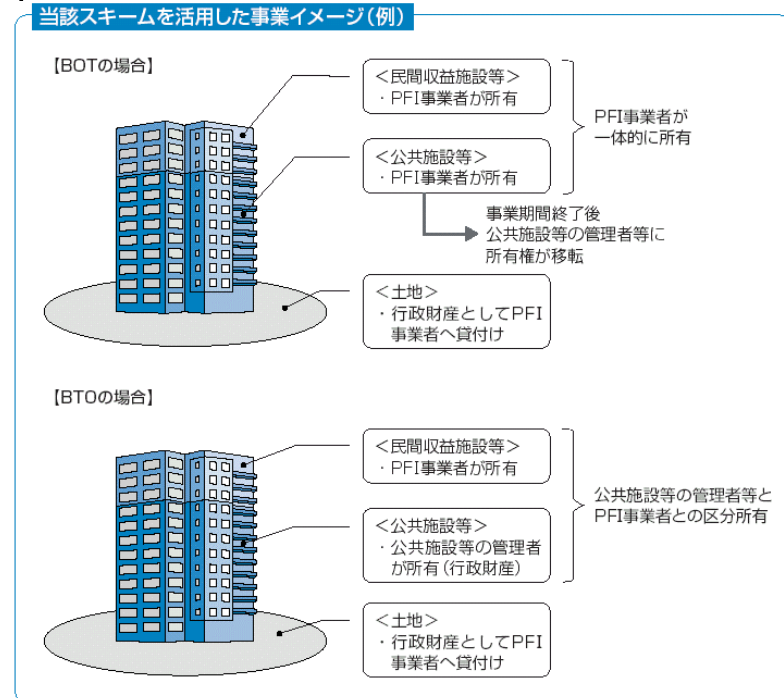 当該スキームを活用した事業イメージ(例)
【BOTの場合】
<民間収益施設等>
・PFI事業者が所有
<公共施設等>
・PFI事業者が所有
PFI事業者が
一体的に所有
事業期間終了後
公共施設等の管理者等に
所有権が移転
<土地>
・行政財産としてPFI
事業者へ貸付け
【BTOの場合】
<民間収益施設等>
・PFI事業者が所有
<公共施設等>
・公共施設等の管理者
が所有(行政財産)
公共施設等の管理者等と
PFI事業者との区分所有
<土地>
・行政財産としてPFI
事業者へ貸付け